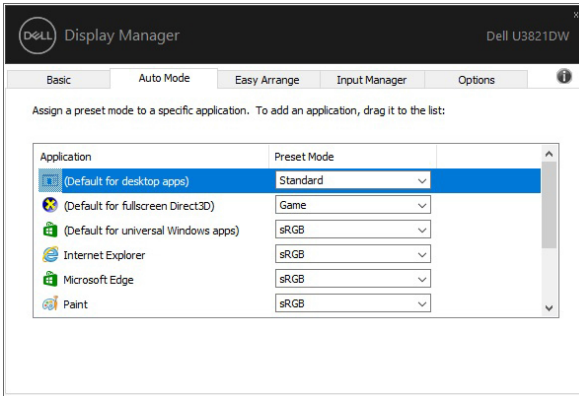 DELL Display Manager Dell U3821DW
Basic Auto Mode Easy Arrange Input Manager Options
Assign a preset mode to a specific application. To add an application, drag it to the list:
Application Preset Mode
(Default for desktop apps) Standard
(Default for fullscreen Direct3D) Game
(Default for universal Windows apps) sRGB
Internet Explorer sRGB
Microsoft Edge sRGB
Paint sRGB